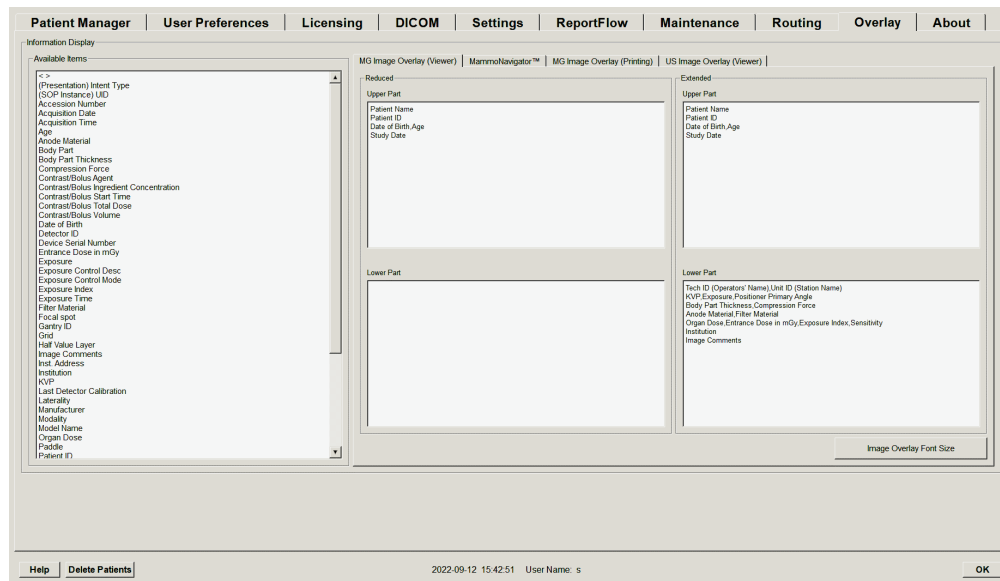 Patient Manager | User Preferences | Licensing | DICOM | Settings | ReportFlow | Maintenance | Routing | Overlay | About |
Information Display
Available Items
< >
(Presentation) Intent Type
(SOP Instance) UID
Accession Number
Acquisition Date
Acquisition Time
Age
Anode Material
Body Part
Body Part Thickness
Compression Force
Contrast/Bolus Agent
Contrast/Bolus Ingredient Concentration
Contrast/Bolus Start Time
Contrast/Bolus Total Dose
Contrast/Bolus Volume
Date of Birth
Detector ID
Device Serial Number
Entrance Dose in mGy
Exposure
Exposure Control Desc
Exposure Control Mode
Exposure Index
Exposure Time
Filter Material
Focal spot
Gantry ID
Grid
Half Value Layer
Image Comments
Inst. Address
Institution
KVP
Last Detector Calibration
Laterality
Manufacturer
Modality
Model Name
Organ Dose
Paddle
Patient ID
MG Image Overlay (Viewer) | MammoNavigator™ | MG Image Overlay (Printing) | US Image Overlay (Viewer) |
Reduced
Upper Part
Patient Name
Patient ID
Date of Birth,Age
Study Date
Lower Part
Extended
Upper Part
Patient Name
Patient ID
Date of Birth,Age
Study Date
Lower Part
Tech ID (Operators' Name),Unit ID (Station Name)
KVP,Exposure,Positioner Primary Angle
Body Part Thickness,Compression Force
Anode Material,Filter Material
Organ Dose,Entrance Dose in mGy,Exposure Index,Sensitivity
Institution
Image Comments
Image Overlay Font Size
Help Delete Patients 2022-09-12 15:42:51 User Name: s OK